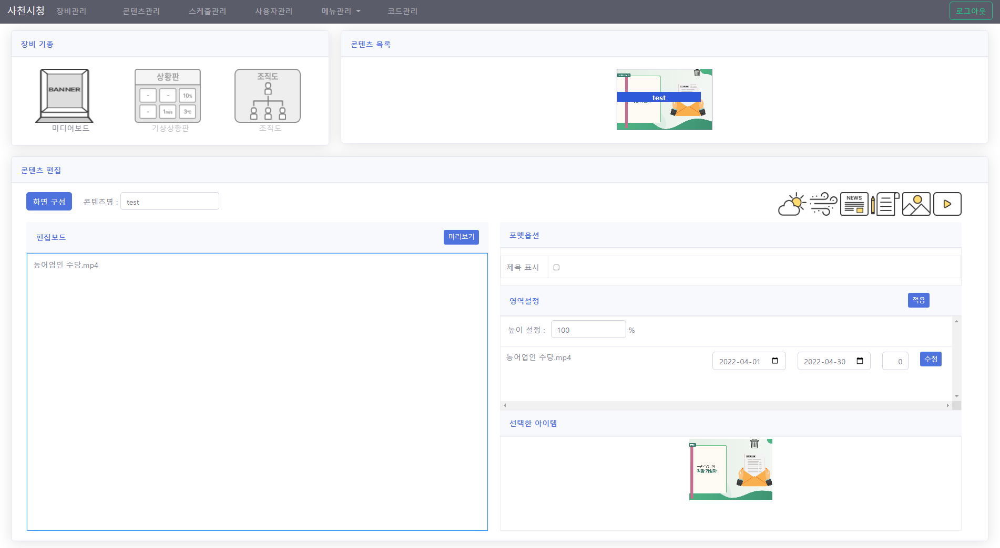 사천시청 장비관리 콘텐츠관리 스케줄관리 사용자관리 메뉴관리 코드관리 로그아웃
장비 기종
BANNER
미디어보드
상황판
- - 10%
- 1m/s 3℃
기상상황판
조직도
조직도
콘텐츠 목록
test
콘텐츠 편집
화면 구성 콘텐츠명 : test
NEWS
편집보드 미리보기
농어업인 수당.mp4
포멧옵션
제목 표시
영역설정 적용
높이 설정 : 100 %
농어업인 수당.mp4 2022-04-01 2022-04-30 0 수정
선택한 아이템
직장 가입자